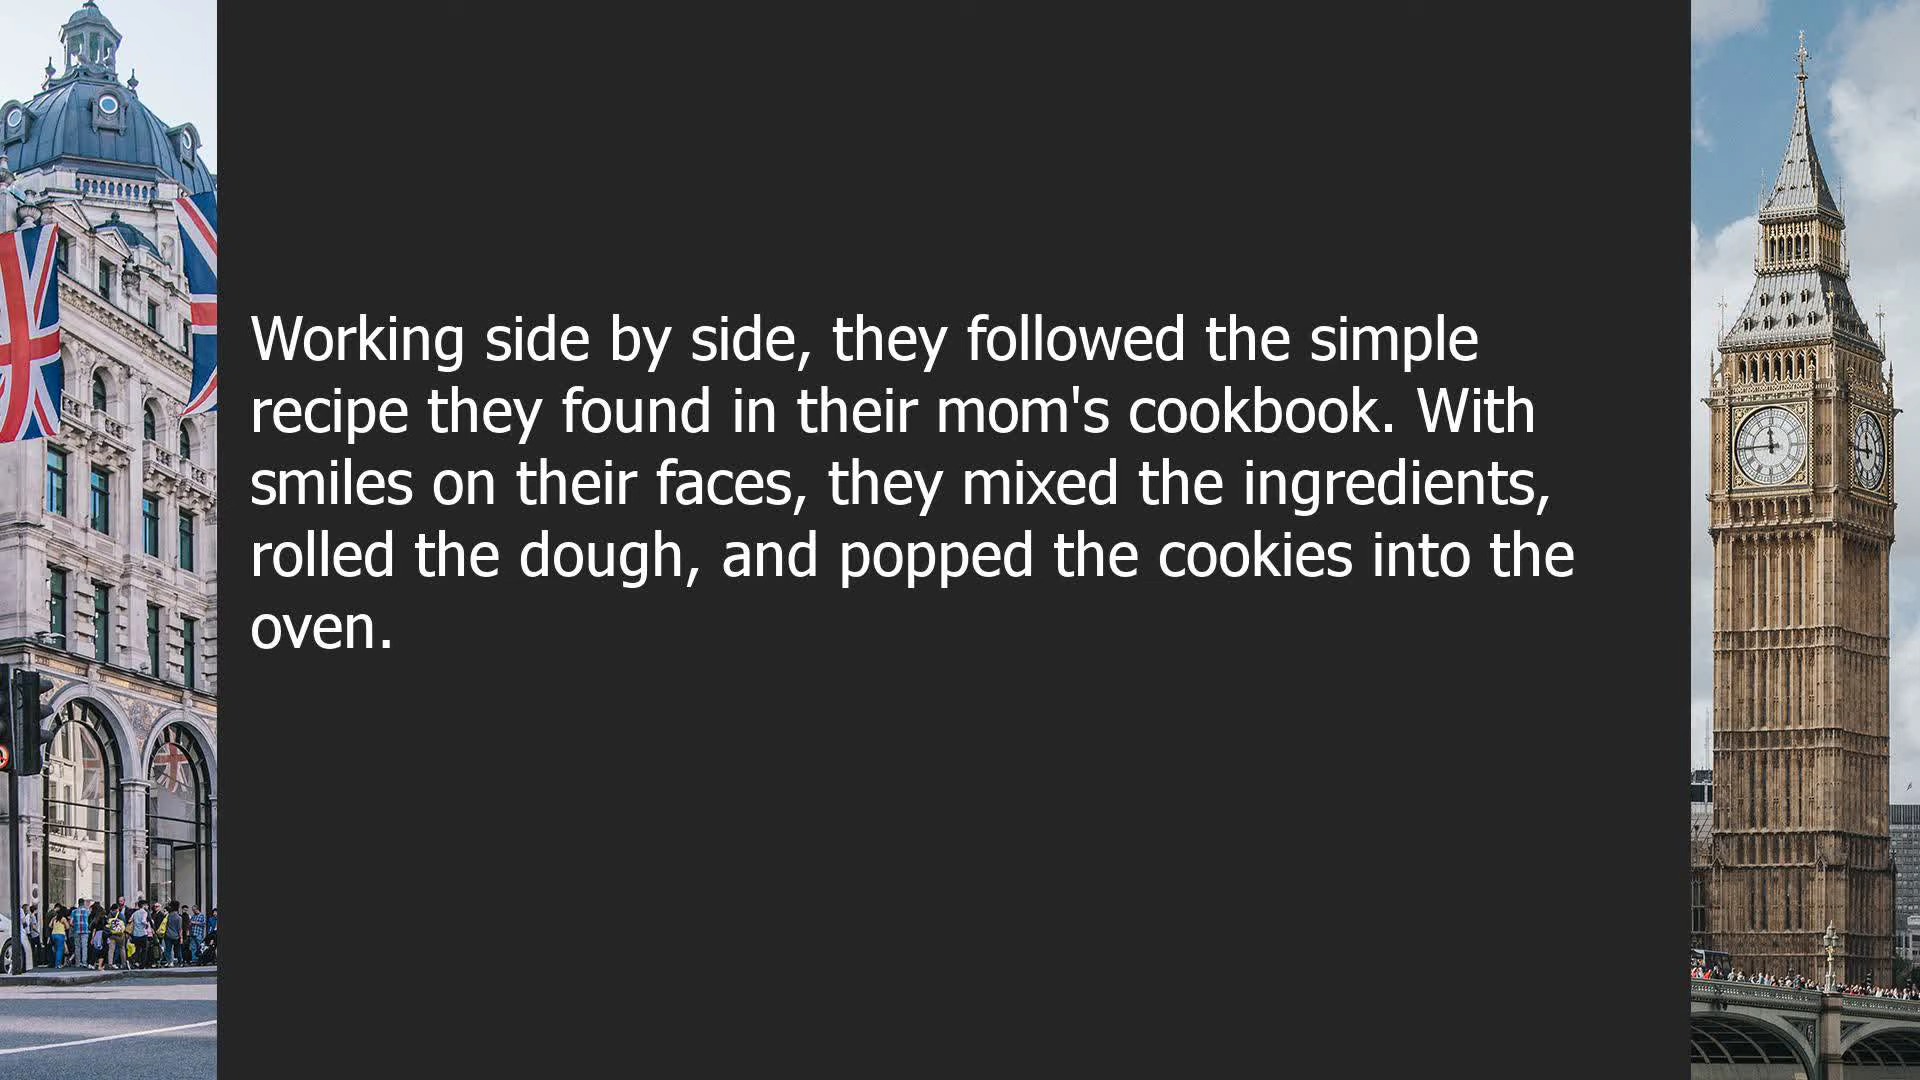 Working side by side, they followed the simple
recipe they found in their mom's cookbook. With
smiles on their faces, they mixed the ingredients,
rolled the dough, and popped the cookies into the
oven.